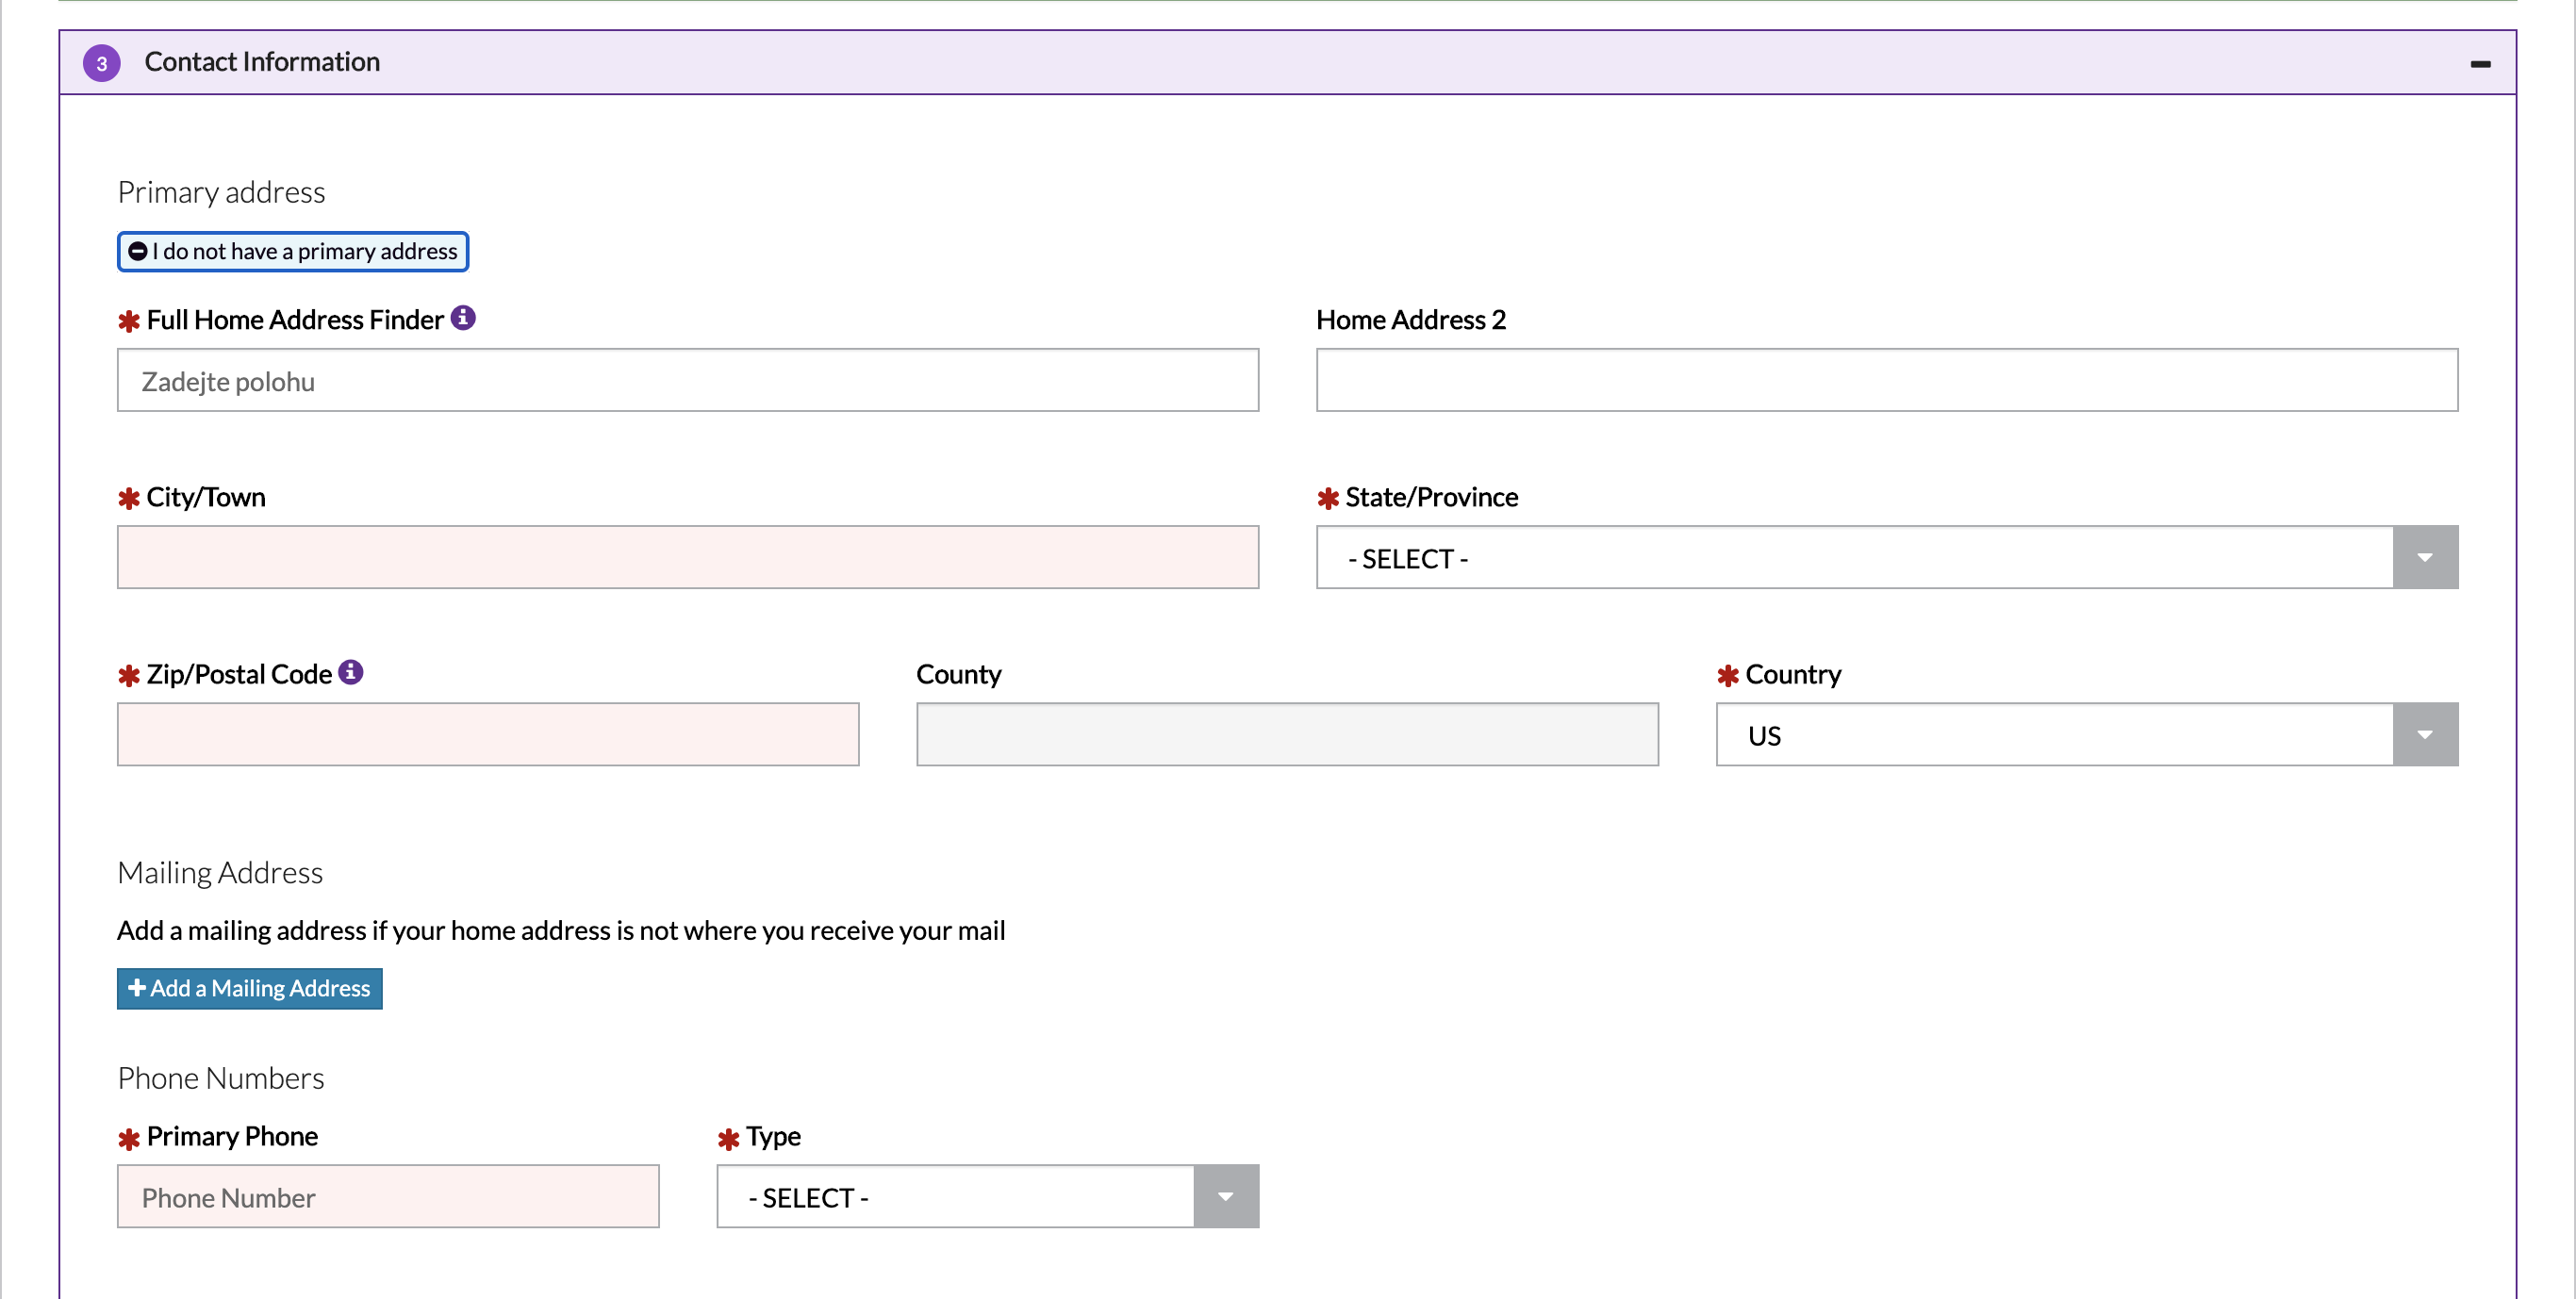 3 Contact Information
Primary address
I do not have a primary address
* Full Home Address Finder
Home Address 2
Zadejte polohu
* City/Town
* State/Province
- SELECT -
* Zip/Postal Code
County
* Country
US
Mailing Address
Add a mailing address if your home address is not where you receive your mail
+ Add a Mailing Address
Phone Numbers
* Primary Phone
* Type
Phone Number
- SELECT -